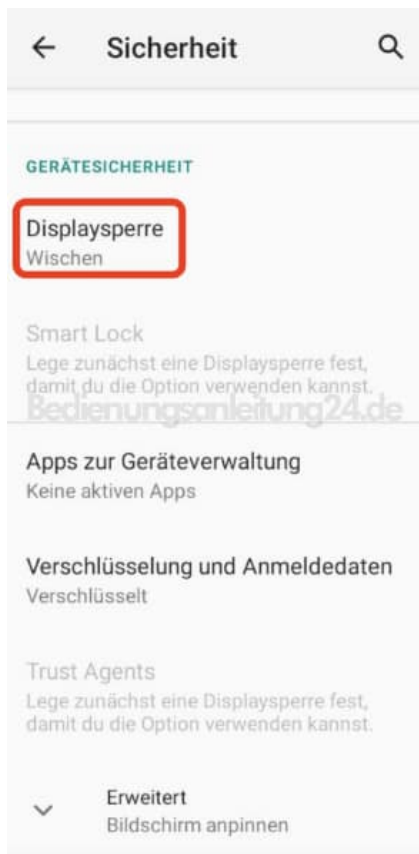 Sicherheit
GERÄTESICHERHEIT
Displaysperre
Wischen
Smart Lock
Lege zunächst eine Displaysperre fest,
damit du die Option verwenden kannst.
Bedienungsanleitung24.de
Apps zur Geräteverwaltung
Keine aktiven Apps
Verschlüsselung und Anmeldedaten
Verschlüsselt
Trust Agents
Lege zunächst eine Displaysperre fest,
damit du die Option verwenden kannst.
Erweitert
Bildschirm anpinnen